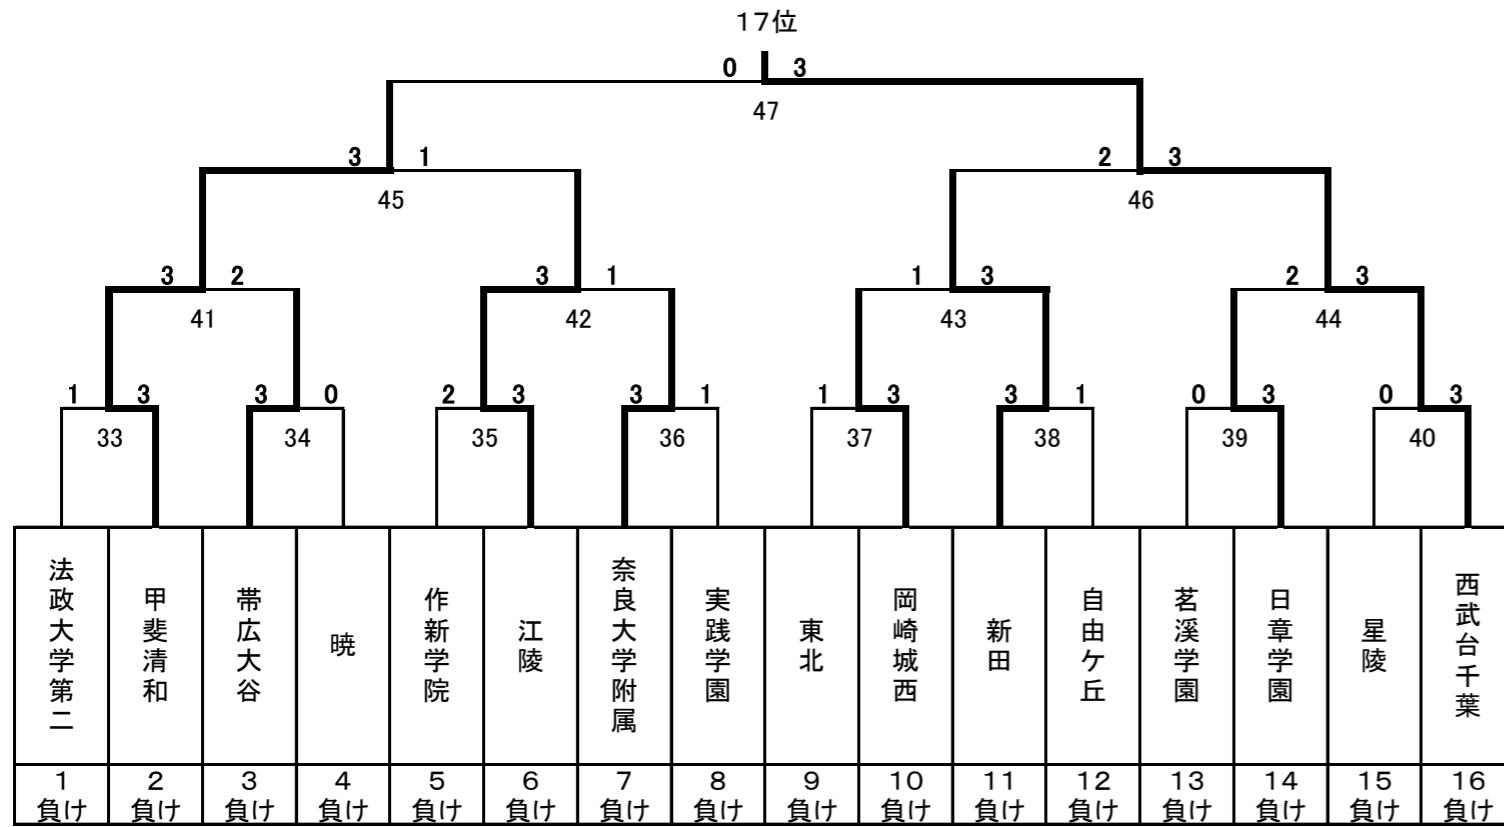 17位
0 3
47
3 1 2 3
45 46
3 2 3 1 1 3 2 3
41 42 43 44
1 3 3 0 2 3 3 1 1 3 3 1 0 3 0 3
33 34 35 36 37 38 39 40
法政大学第二
甲斐清和
帯広大谷
暁
作新学院
江陵
奈良大学附属
実践学園
東北
岡崎城西
新田
自由ケ丘
茗溪学園
日章学園
星陵
西武台千葉
1 2 3 4 5 6 7 8 9 10 11 12 13 14 15 16
負け 負け 負け 負け 負け 負け 負け 負け 負け 負け 負け 負け 負け 負け 負け 負け